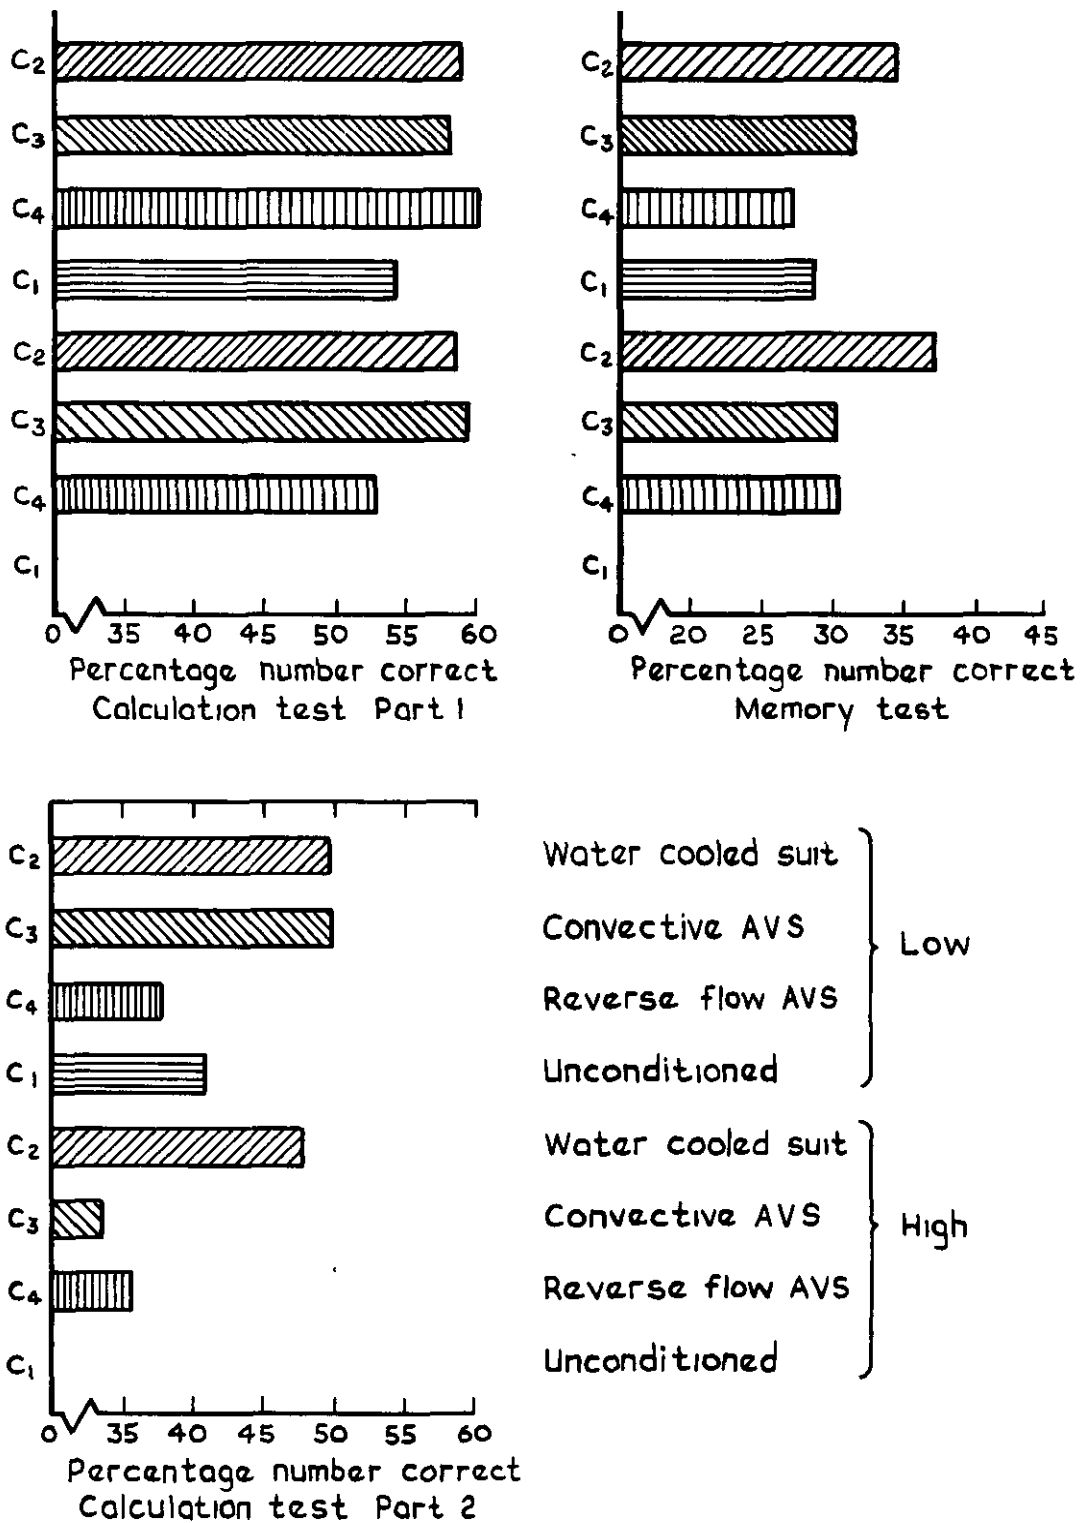 C2
C3
C4
C1
C2
C3
C4
C1
0 35 40 45 50 55 60
Percentage number correct
Calculation test Part 1
C2
C3
C4
C1
C2
C3
C4
C1
0 20 25 30 35 40 45
Percentage number correct
Memory test
C2
C3
C4
C1
C2
C3
C4
C1
0 35 40 45 50 55 60
Percentage number correct
Calculation test Part 2
Water cooled suit
Convective AVS
Reverse flow AVS
Unconditioned
Low
Water cooled suit
Convective AVS
Reverse flow AVS
Unconditioned
High